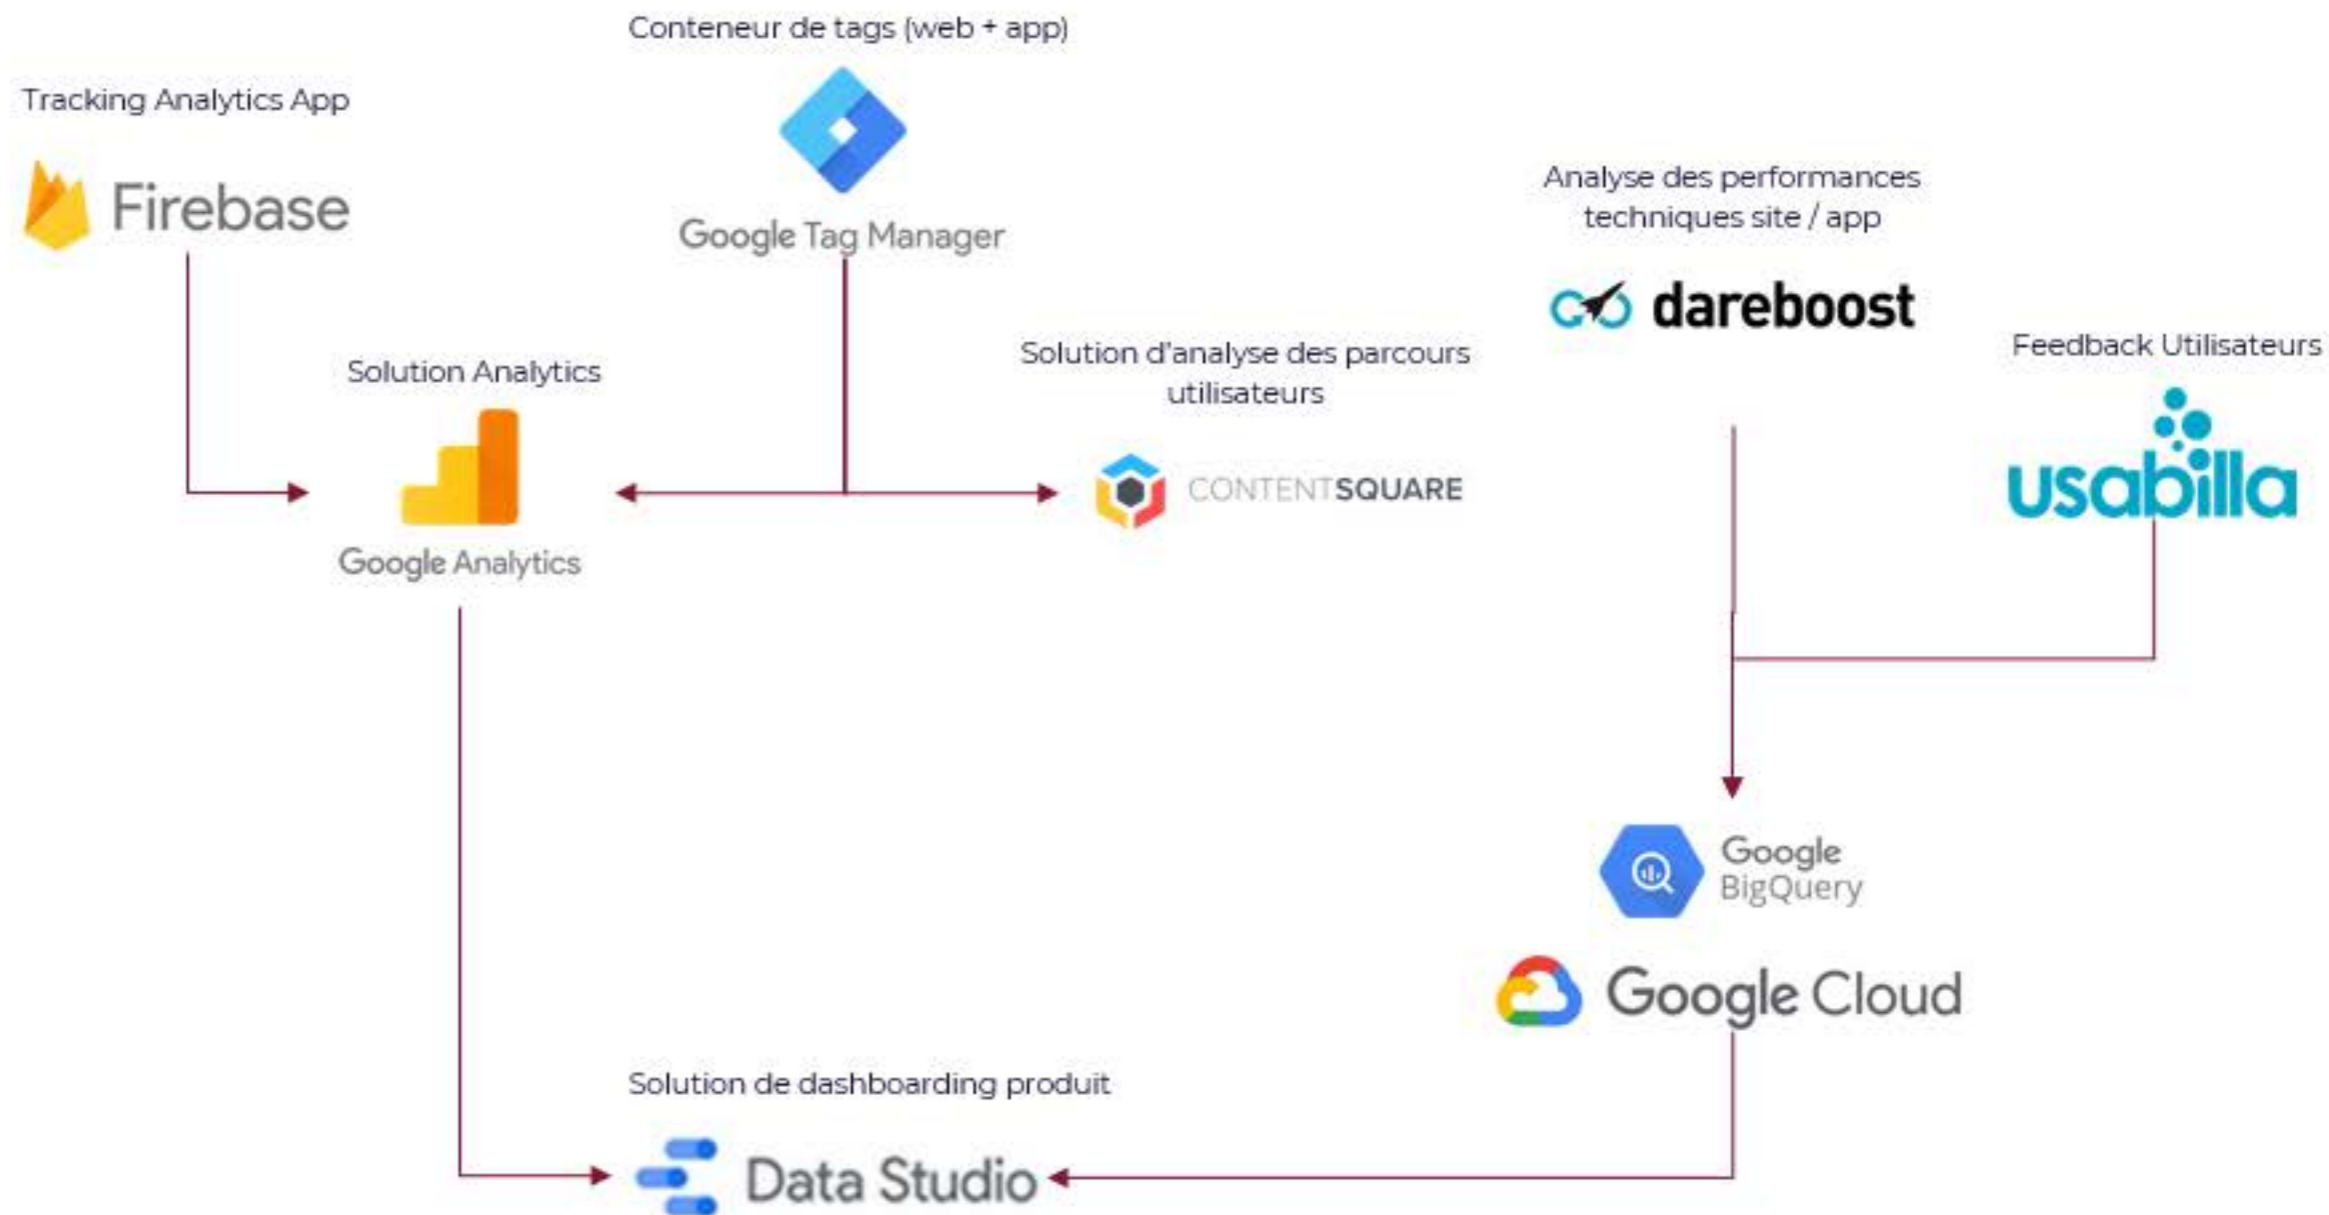 Conteneur de tags (web + app)
Google Tag Manager
Tracking Analytics App
Firebase
Analyse des performances
techniques site / app
dareboost
Feedback Utilisateurs
usabilla
Solution Analytics
Google Analytics
Solution d'analyse des parcours
utilisateurs
CONTENTSQUARE
Google
BigQuery
Google Cloud
Solution de dashboarding produit
Data Studio